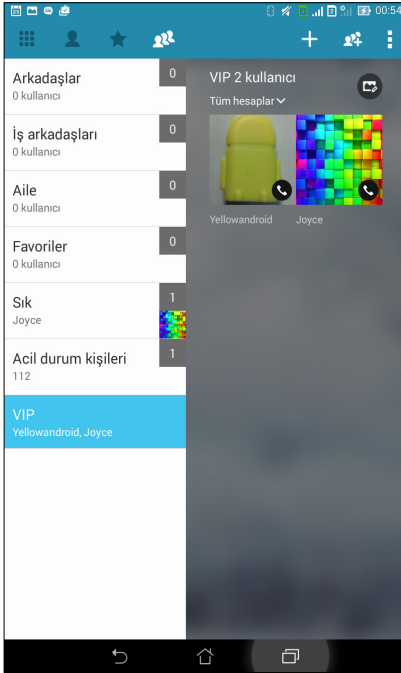 00:54
Arkadaşlar
0
0 kullanıcı
İş arkadaşları
0
0 kullanıcı
Aile
0
0 kullanıcı
Favoriler
0
0 kullanıcı
Sık
1
Joyce
Acil durum kişileri
1
112
VIP
Yellowandroid, Joyce
VIP 2 kullanıcı
Tüm hesaplar
Yellowandroid
Joyce